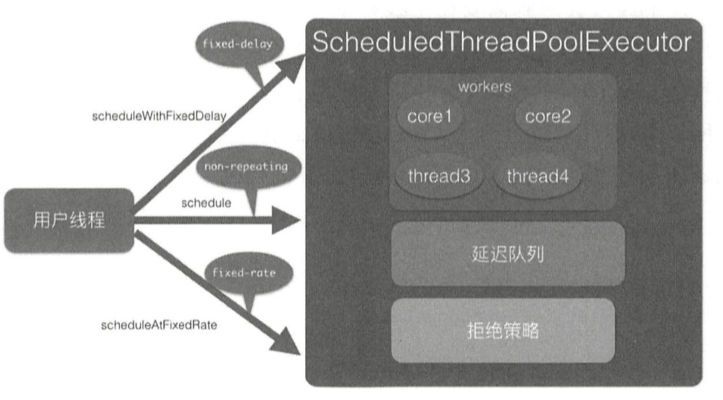 fixed-delay
ScheduledThreadPoolExecutor
workers
core1
core2
scheduleWithFixedDelay
non-repeating
thread3
thread4
schedule
用户线程
延迟队列
fixed-rate
scheduleAtFixedRate
拒绝策略